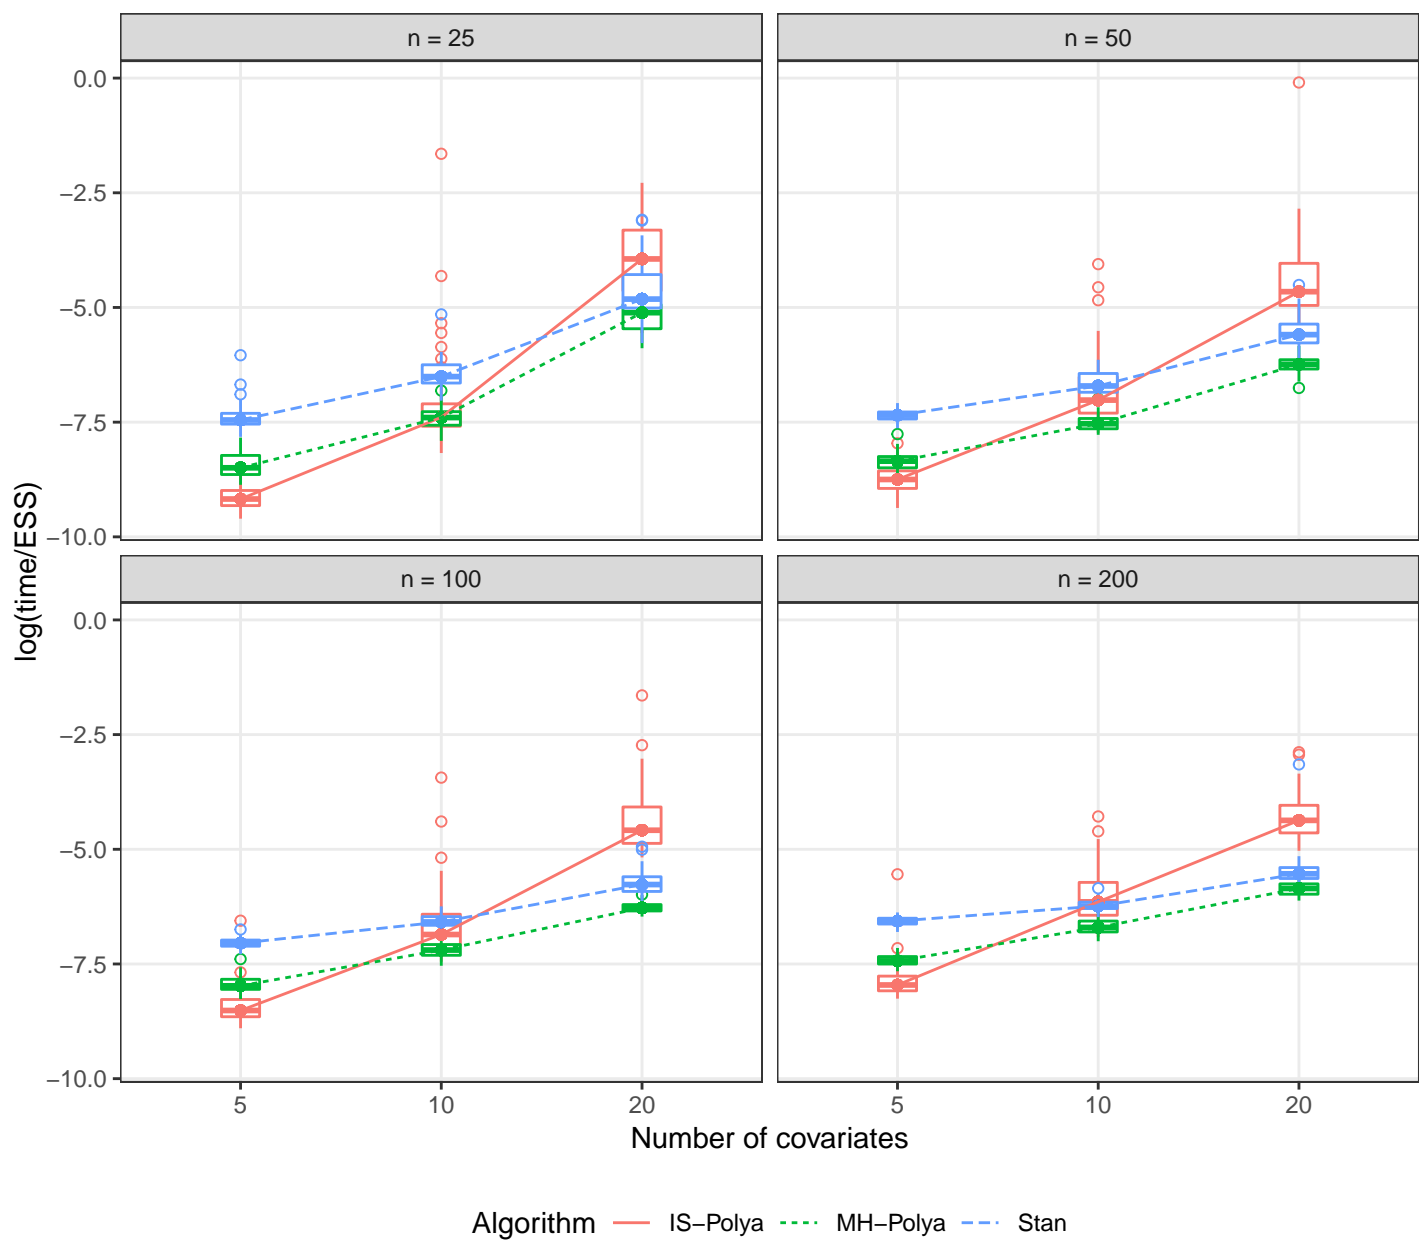 n = 25
n = 50
0.0
−2.5
−5.0
−7.5
−10.0
n = 100
n = 200
0.0
−2.5
−5.0
−7.5
−10.0
log(time/ESS)
5 10 20
5 10 20
Number of covariates
Algorithm IS−Polya MH−Polya Stan